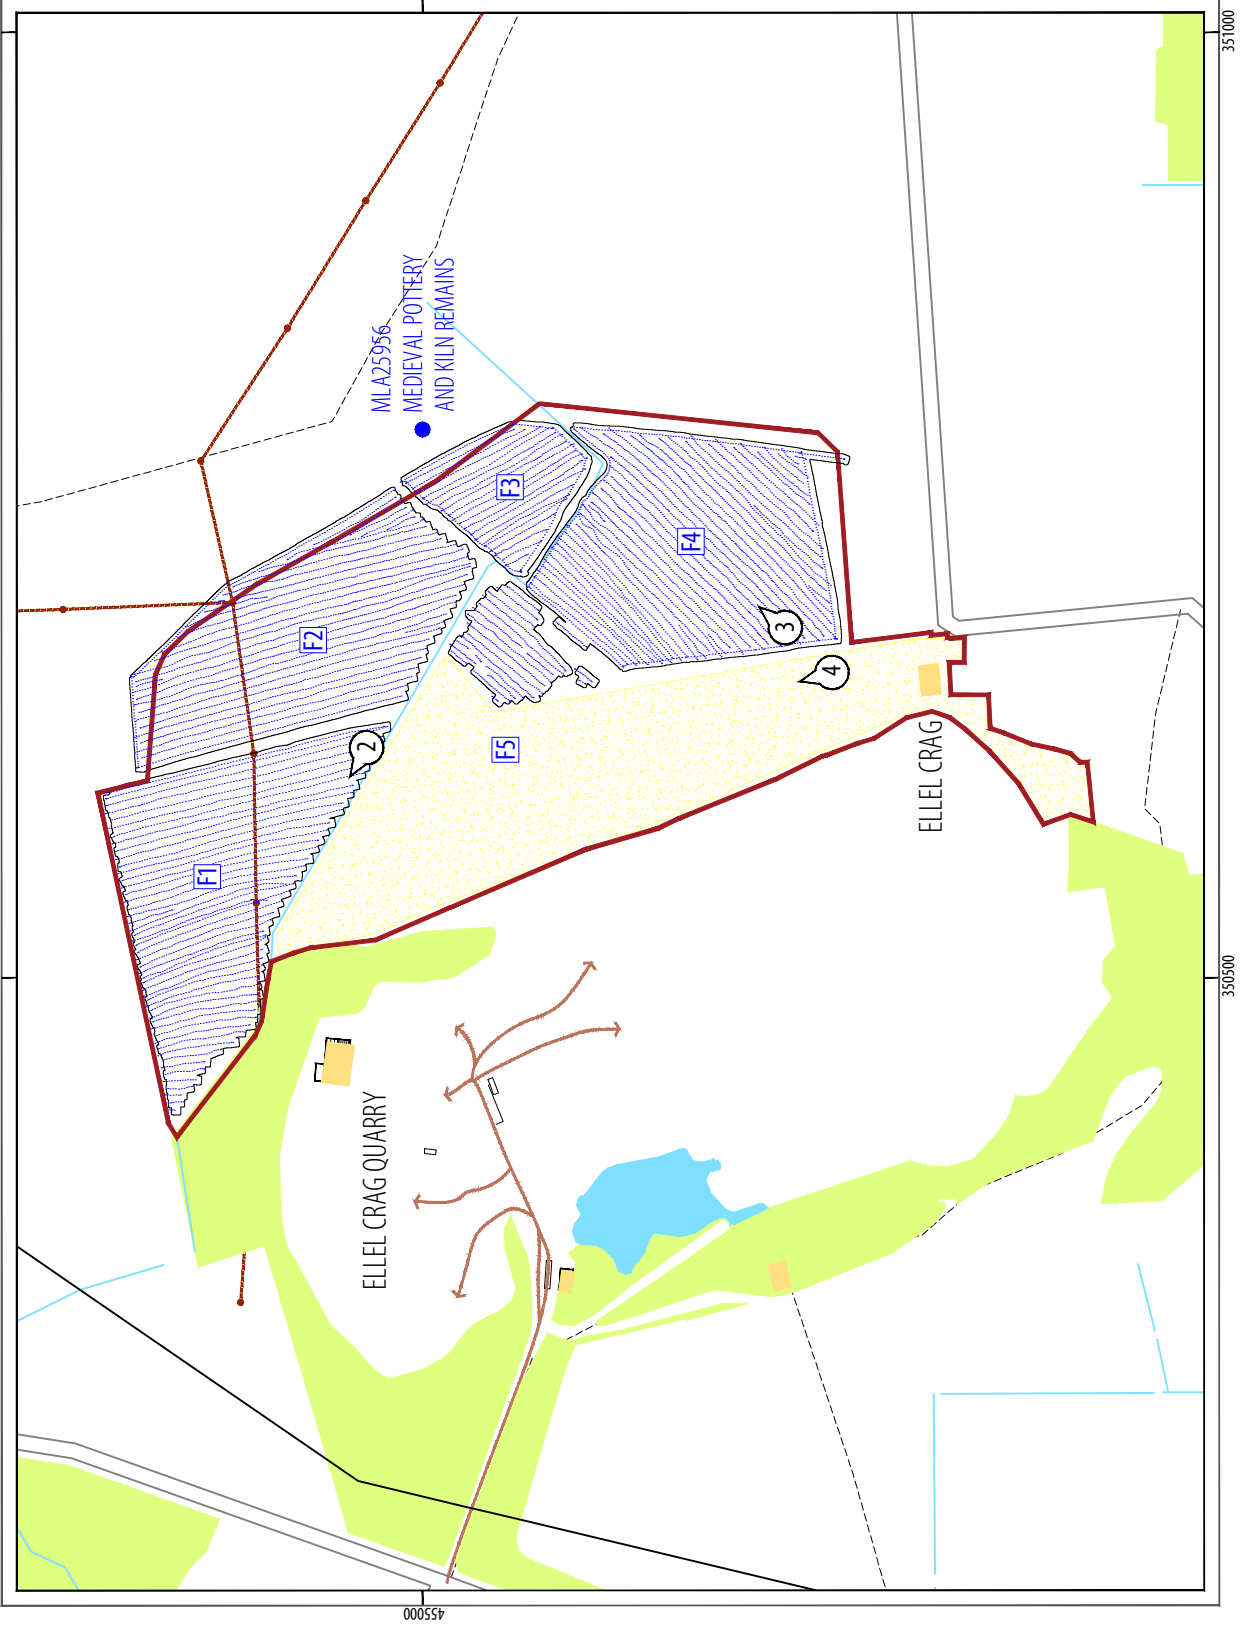 351000
MLA25956
MEDIEVAL POTTERY
AND KILN REMAINS
F3
F4
F2
3
4
2
F5
ELLEL CRAG
F1
350500
ELLEL CRAG QUARRY
455000